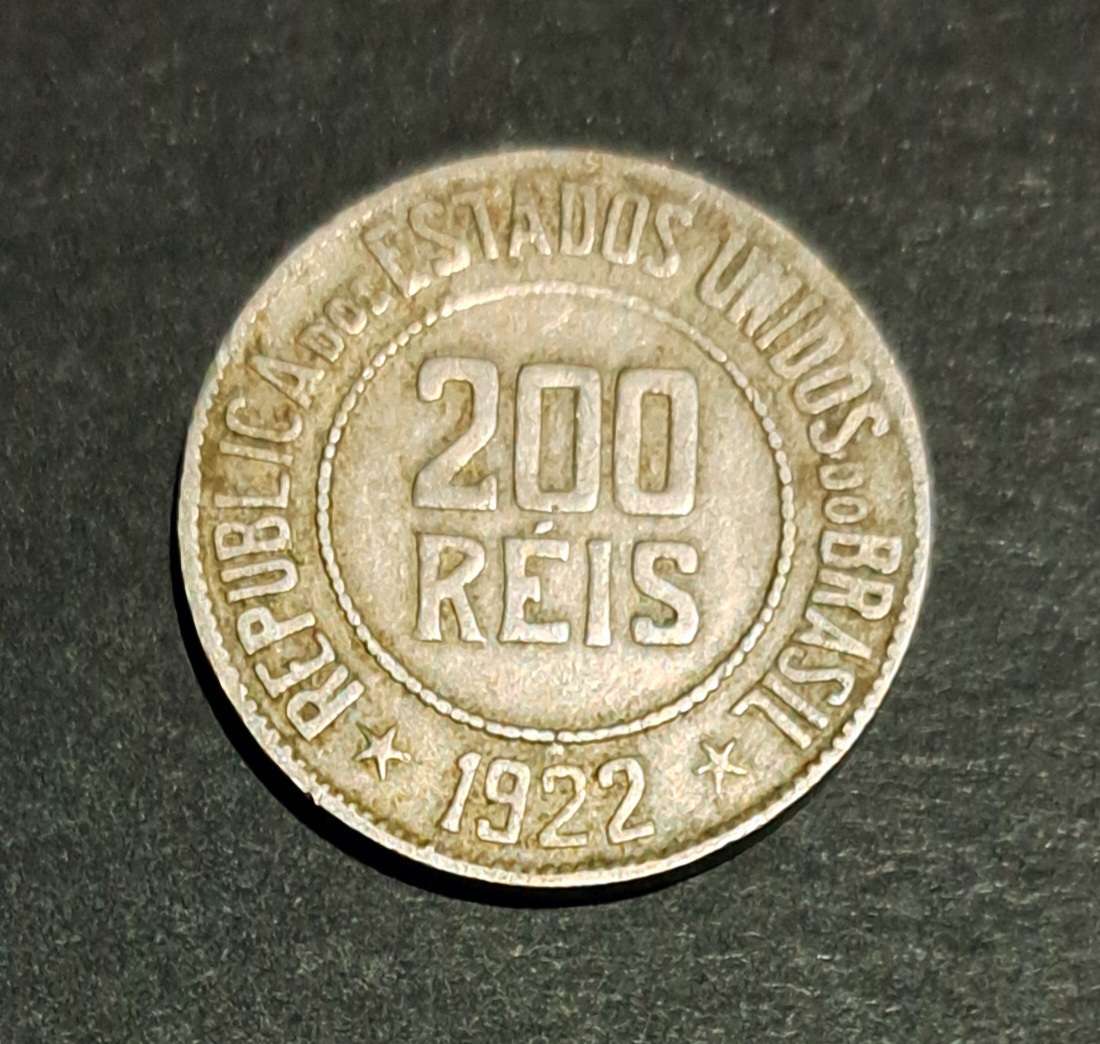 REPUBLICA DOS ESTADOS UNIDOS DO BRASIL
200
RÉIS
1922